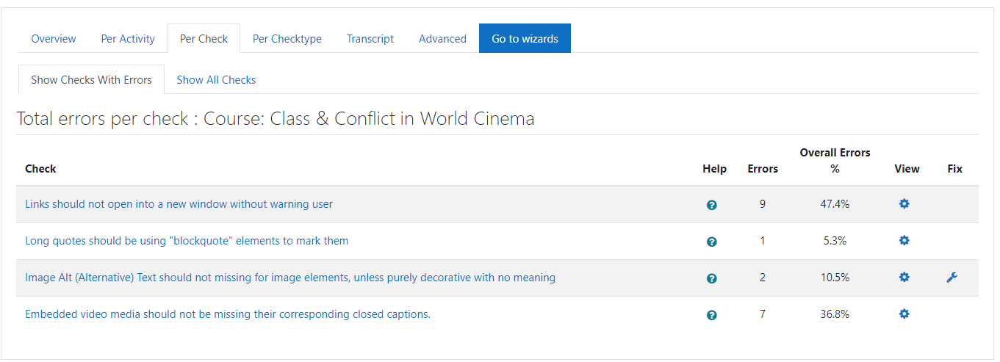 Overview Per Activity Per Check Per Checktype Transcript Advanced Go to wizards
Show Checks With Errors Show All Checks
Total errors per check : Course: Class & Conflict in World Cinema
Check Help Errors Overall Errors % View Fix
Links should not open into a new window without warning user 9 47.4%
Long quotes should be using "blockquote" elements to mark them 1 5.3%
Image Alt (Alternative) Text should not missing for image elements, unless purely decorative with no meaning 2 10.5%
Embedded video media should not be missing their corresponding closed captions. 7 36.8%